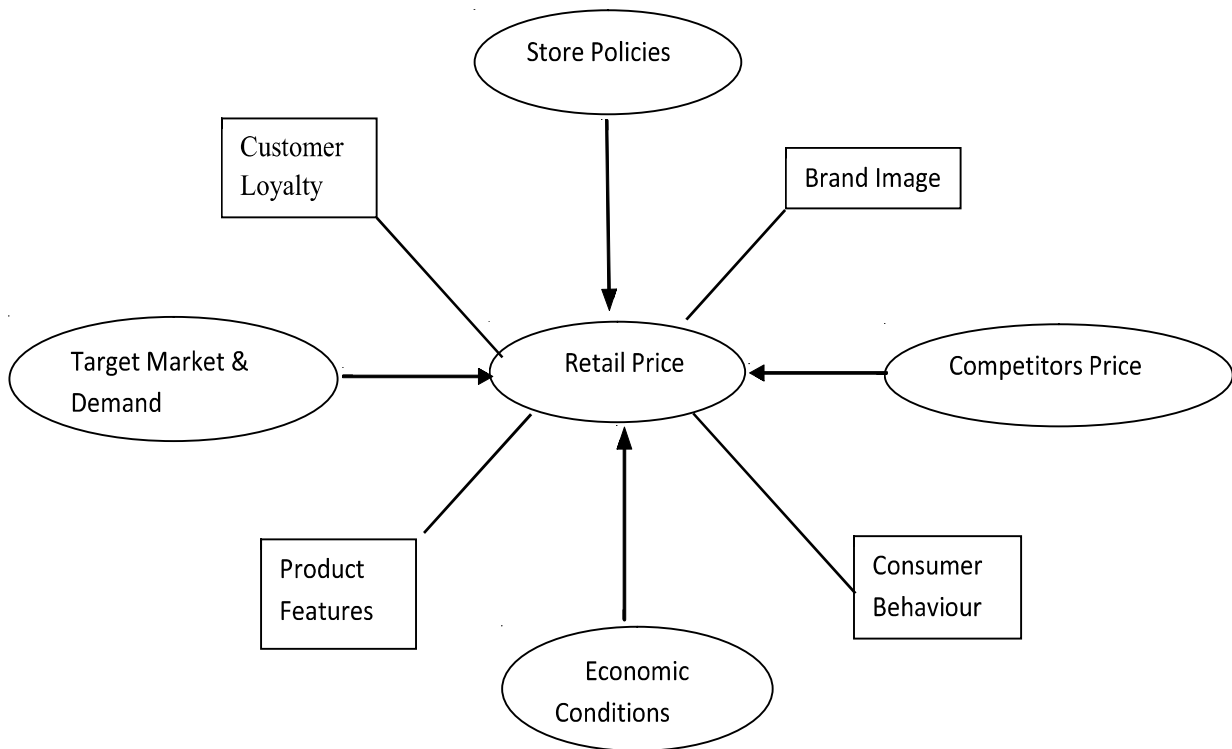 Store Policies
Customer
Loyalty
Brand Image
Target Market &
Demand
Retail Price
Competitors Price
Product
Features
Consumer
Behaviour
Economic
Conditions